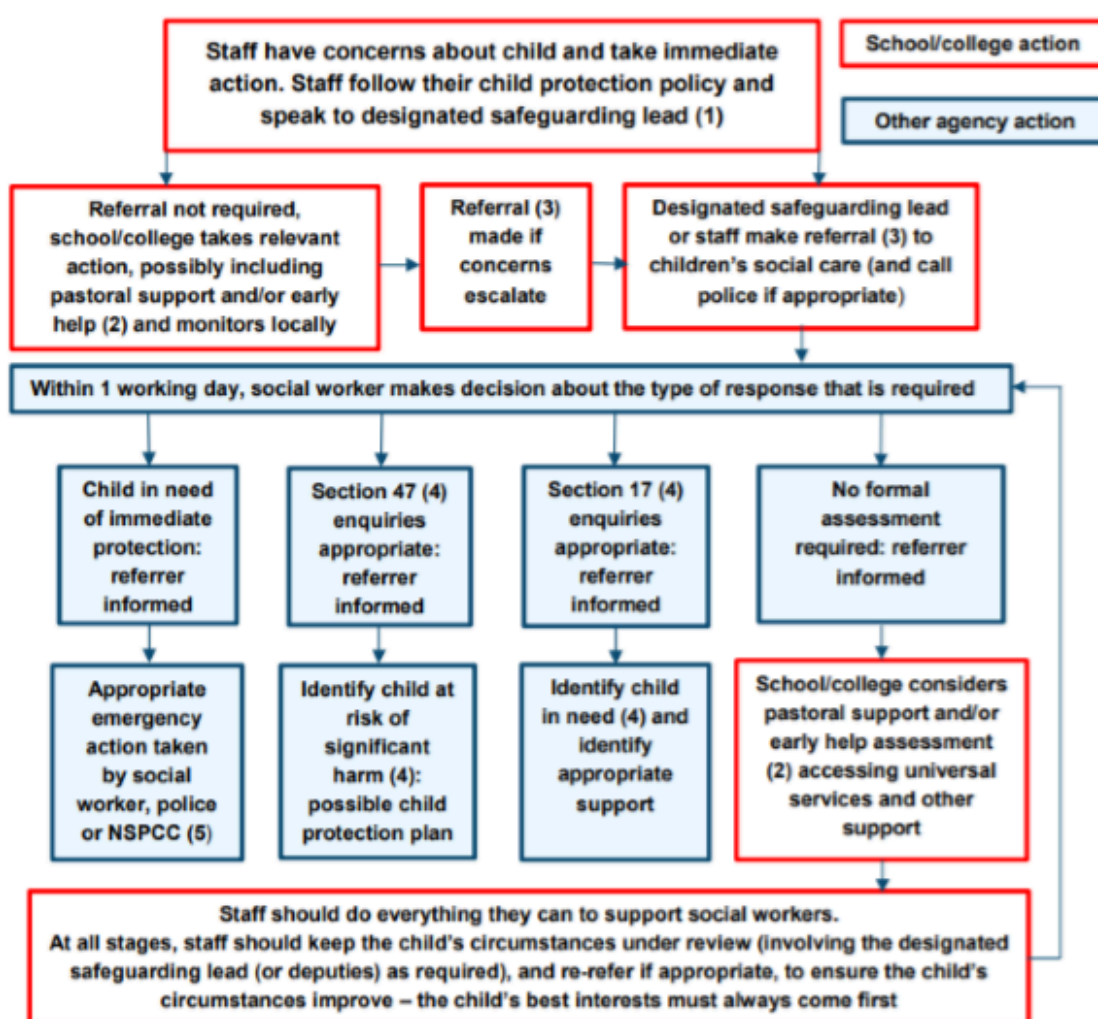 Staff have concerns about child and take immediate
action. Staff follow their child protection policy and
speak to designated safeguarding lead (1)
School/college action
Other agency action
Referral not required,
school/college takes relevant
action, possibly including
pastoral support and/or early
help (2) and monitors locally
Referral (3)
made if
concerns
escalate
Designated safeguarding lead
or staff make referral (3) to
children's social care (and call
police if appropriate)
Within 1 working day, social worker makes decision about the type of response that is required
Child in need
of immediate
protection:
referrer
informed
Section 47 (4)
enquiries
appropriate:
referrer
informed
Section 17 (4)
enquiries
appropriate:
referrer
informed
No formal
assessment
required: referrer
informed
Appropriate
emergency
action taken
by social
worker, police
or NSPCC (5)
Identify child at
risk of
significant
harm (4):
possible child
protection plan
Identify child
in need (4) and
identify
appropriate
support
School/college considers
pastoral support and/or
early help assessment
(2) accessing universal
services and other
support
Staff should do everything they can to support social workers.
At all stages, staff should keep the child's circumstances under review (involving the designated
safeguarding lead (or deputies) as required), and re-refer if appropriate, to ensure the child's
circumstances improve – the child's best interests must always come first